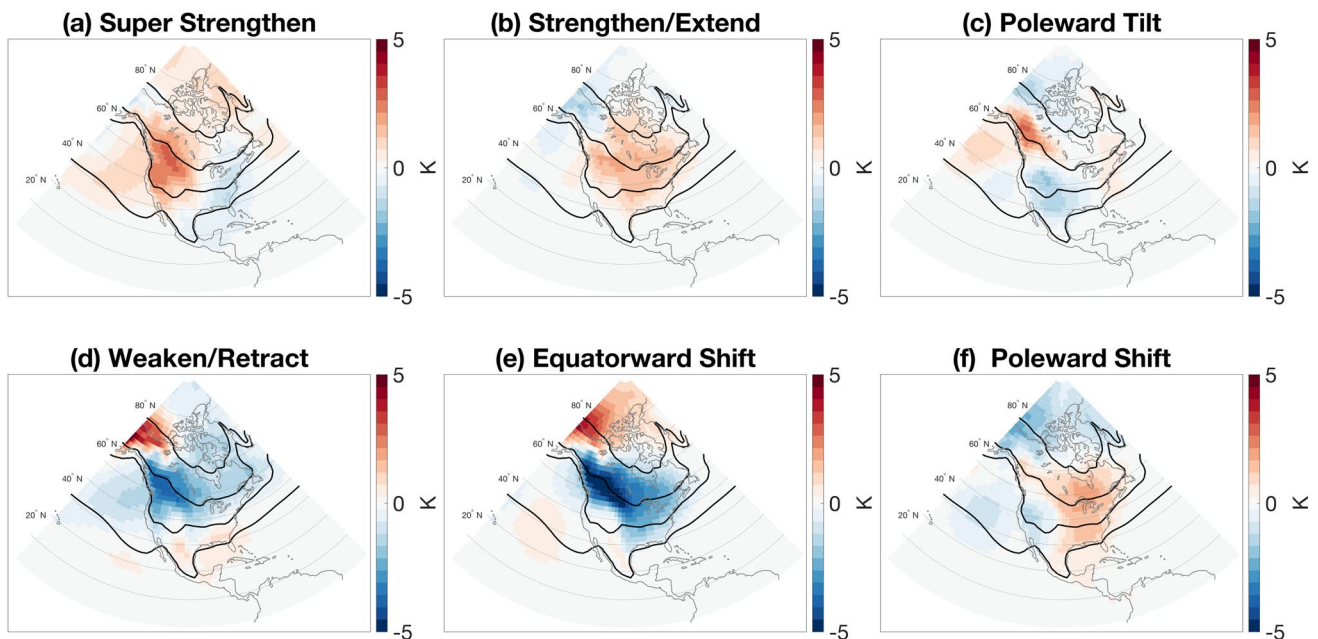 (a) Super Strengthen
(b) Strengthen/Extend
(c) Poleward Tilt
80° N
60° N
40° N
20° N
5
0
-5
K
80° N
60° N
40° N
20° N
5
0
-5
K
80° N
60° N
40° N
20° N
5
0
-5
K
(d) Weaken/Retract
(e) Equatorward Shift
(f) Poleward Shift
80° N
60° N
40° N
20° N
5
0
-5
K
80° N
60° N
40° N
20° N
5
0
-5
K
80° N
60° N
40° N
20° N
5
0
-5
K